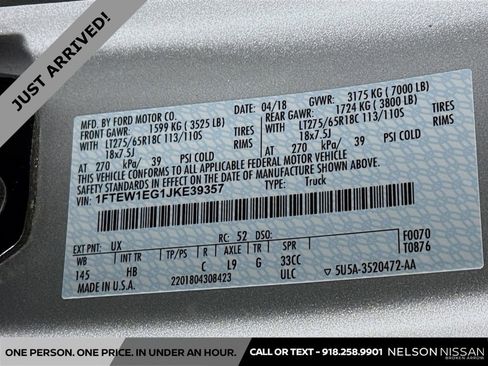 JUST ARRIVED!
MFD. BY FORD MOTOR CO.
DATE: 04/18 GVWR: 3175 KG ( 7000 LB)
FRONT GAWR: 1599 KG ( 3525 LB) REAR GAWR: 1724 KG ( 3800 LB)
WITH LT275/65R18C 113/110S TIRES WITH LT275/65R18C 113/110S TIRES
18x7.5J RIMS 18x7.5J RIMS
AT 270 kPa/ 39 PSI COLD AT 270 kPa/ 39 PSI COLD
THIS VEHICLE CONFORMS TO ALL APPLICABLE FEDERAL MOTOR VEHICLE
SAFETY STANDARDS IN EFFECT ON THE DATE OF MANUFACTURE SHOWN ABOVE.
VIN: 1FTEW1EG1JKE39357
TYPE: Truck
F0070
T0876
EXT PNT: UX RC: 52 DSO:
WB TP/PS R AXLE TR SPR
145 HB C L9 G 33CC
MADE IN U.S.A. 2201804308423 ULC ▽ 5U5A-3520472-AA
ONE PERSON. ONE PRICE. IN UNDER AN HOUR. CALL OR TEXT - 918.258.9901 NELSON NISSAN
BROKEN ARROW